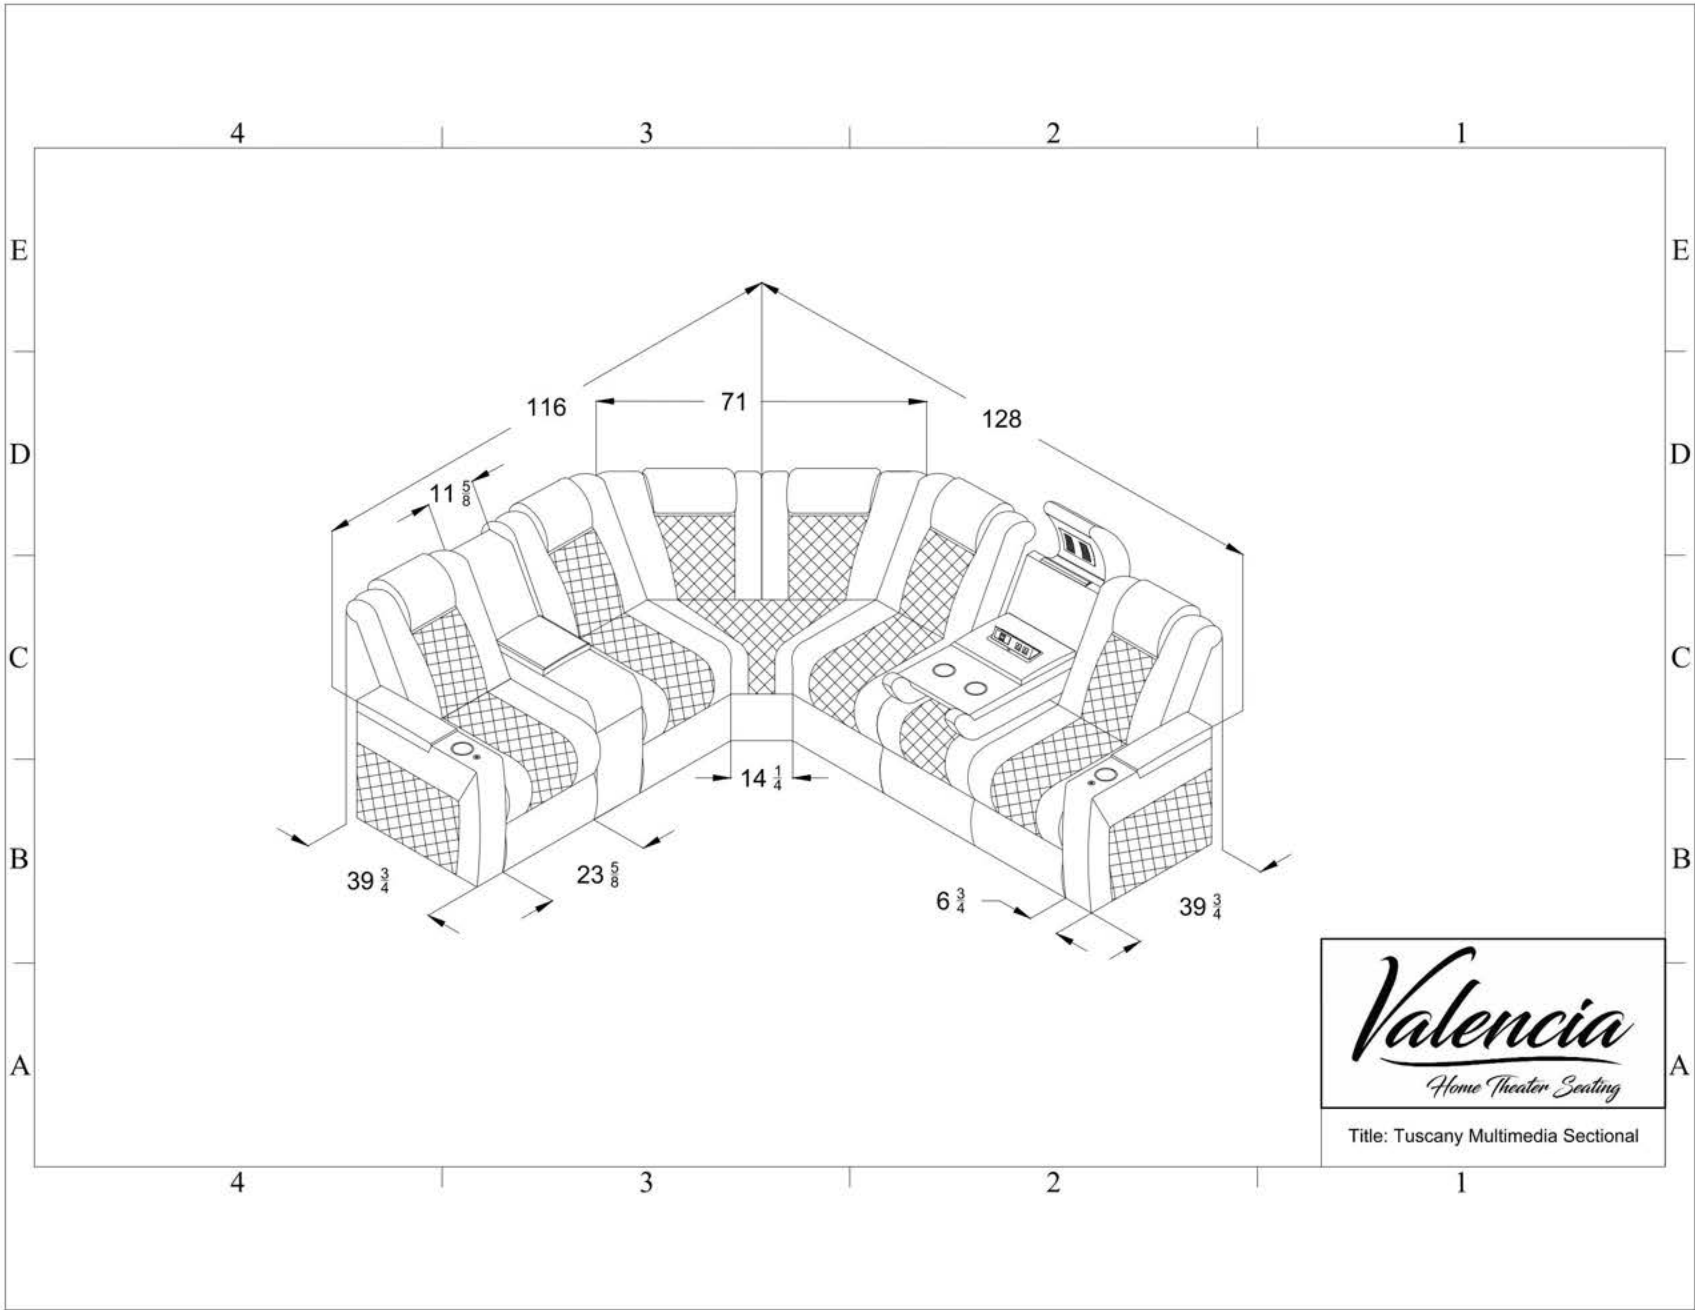 4 3 2 1
E E
116 71 128
D D
11 5/8
C C
14 1/4
B B
39 3/4 23 5/8 6 3/4 39 3/4
Valencia
A A
Home Theater Seating
Title: Tuscany Multimedia Sectional
4 3 2 1